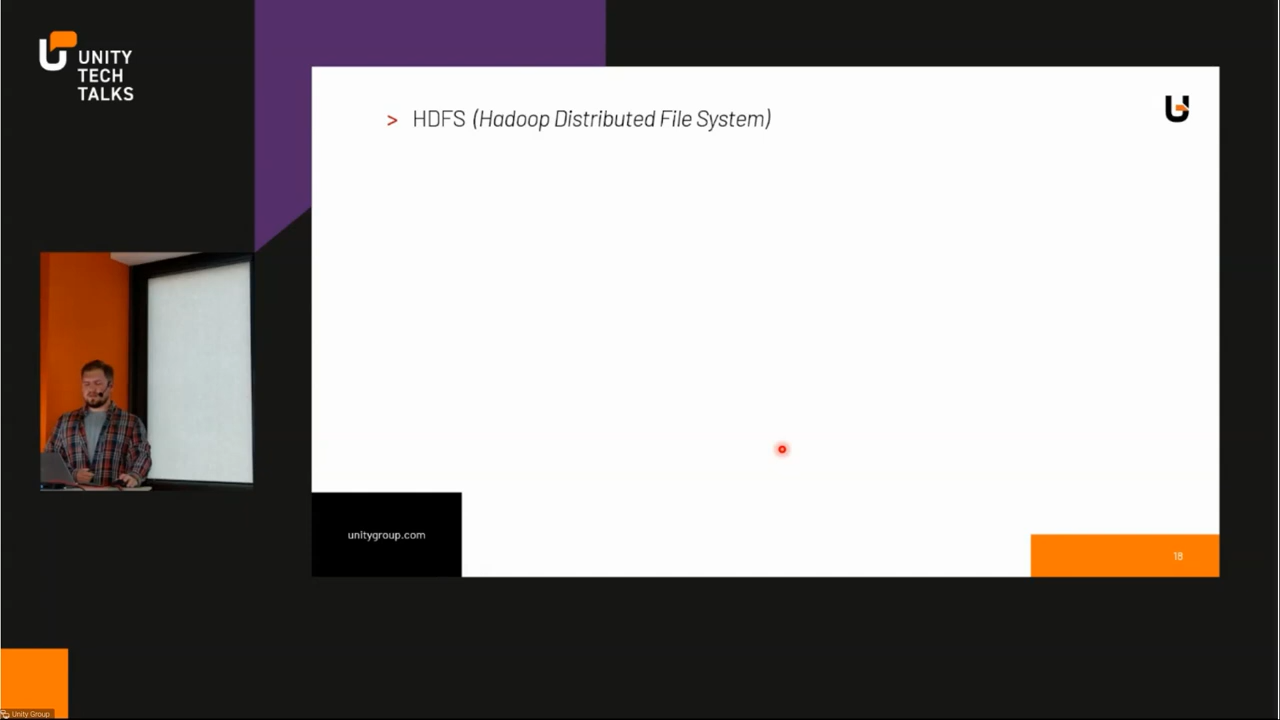 UNITY
TECH
TALKS
> HDFS (Hadoop Distributed File System)
unitygroup.com
18
Unity Group